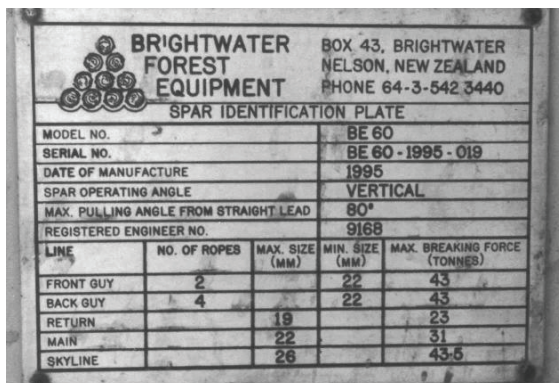 BRIGHTWATER FOREST EQUIPMENT
BOX 43, BRIGHTWATER
NELSON, NEW ZEALAND
PHONE 64-3-542 3440
SPAR IDENTIFICATION PLATE
MODEL NO. BE 60
SERIAL NO. BE 60-1995-019
DATE OF MANUFACTURE 1995
SPAR OPERATING ANGLE VERTICAL
MAX. PULLING ANGLE FROM STRAIGHT LEAD 80°
REGISTERED ENGINEER NO. 9168
LINE NO. OF ROPES MAX. SIZE (MM) MIN. SIZE (MM) MAX. BREAKING FORCE (TONNES)
FRONT GUY 2 22 43
BACK GUY 4 22 43
RETURN 19 23
MAIN 22 31
SKYLINE 26 43·5